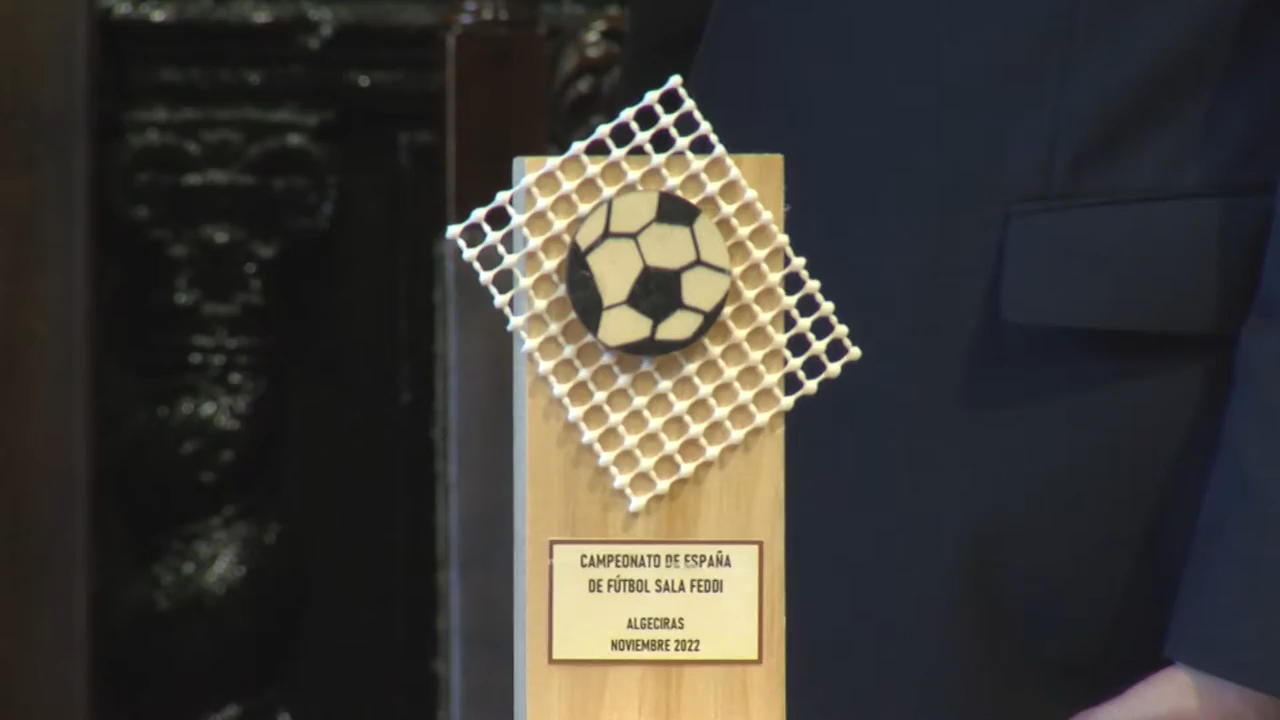 CAMPEONATO DE ESPAÑA
DE FÚTBOL SALA FEDDI
ALGECIRAS
NOVIEMBRE 2022